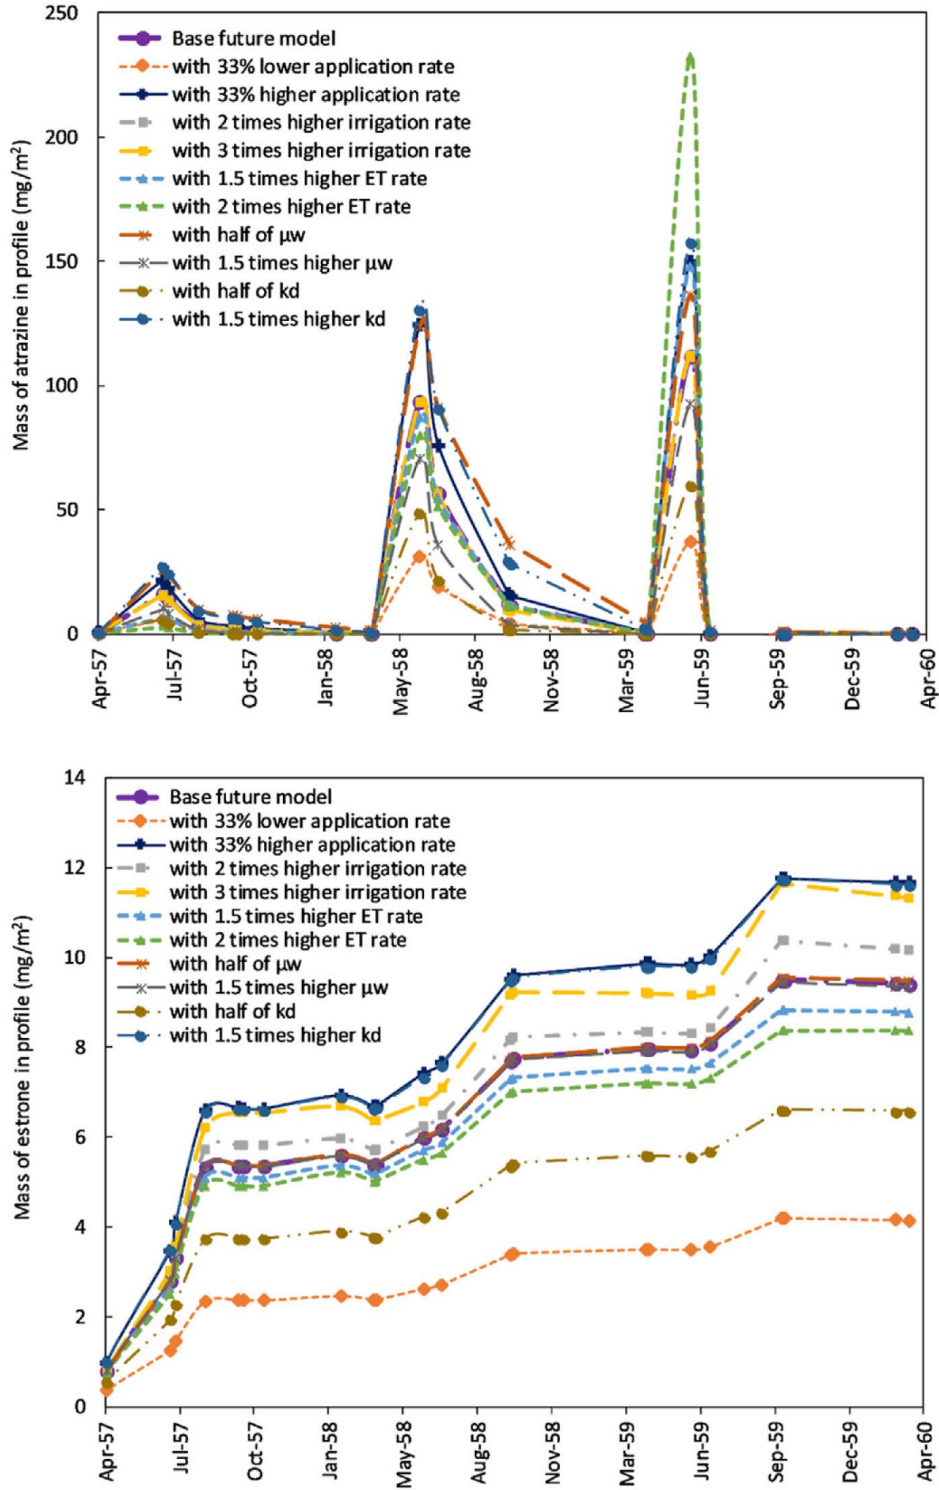 250
200
150
100
50
0
Mass of atrazine in profile (mg/m²)
Base future model
with 33% lower application rate
with 33% higher application rate
with 2 times higher irrigation rate
with 3 times higher irrigation rate
with 1.5 times higher ET rate
with 2 times higher ET rate
with half of µw
with 1.5 times higher µw
with half of kd
with 1.5 times higher kd
Apr-57
Jul-57
Oct-57
Jan-58
May-58
Aug-58
Nov-58
Mar-59
Jun-59
Sep-59
Dec-59
Apr-60
14
12
10
8
6
4
2
0
Mass of estrone in profile (mg/m²)
Base future model
with 33% lower application rate
with 33% higher application rate
with 2 times higher irrigation rate
with 3 times higher irrigation rate
with 1.5 times higher ET rate
with 2 times higher ET rate
with half of µw
with 1.5 times higher µw
with half of kd
with 1.5 times higher kd
Apr-57
Jul-57
Oct-57
Jan-58
May-58
Aug-58
Nov-58
Mar-59
Jun-59
Sep-59
Dec-59
Apr-60